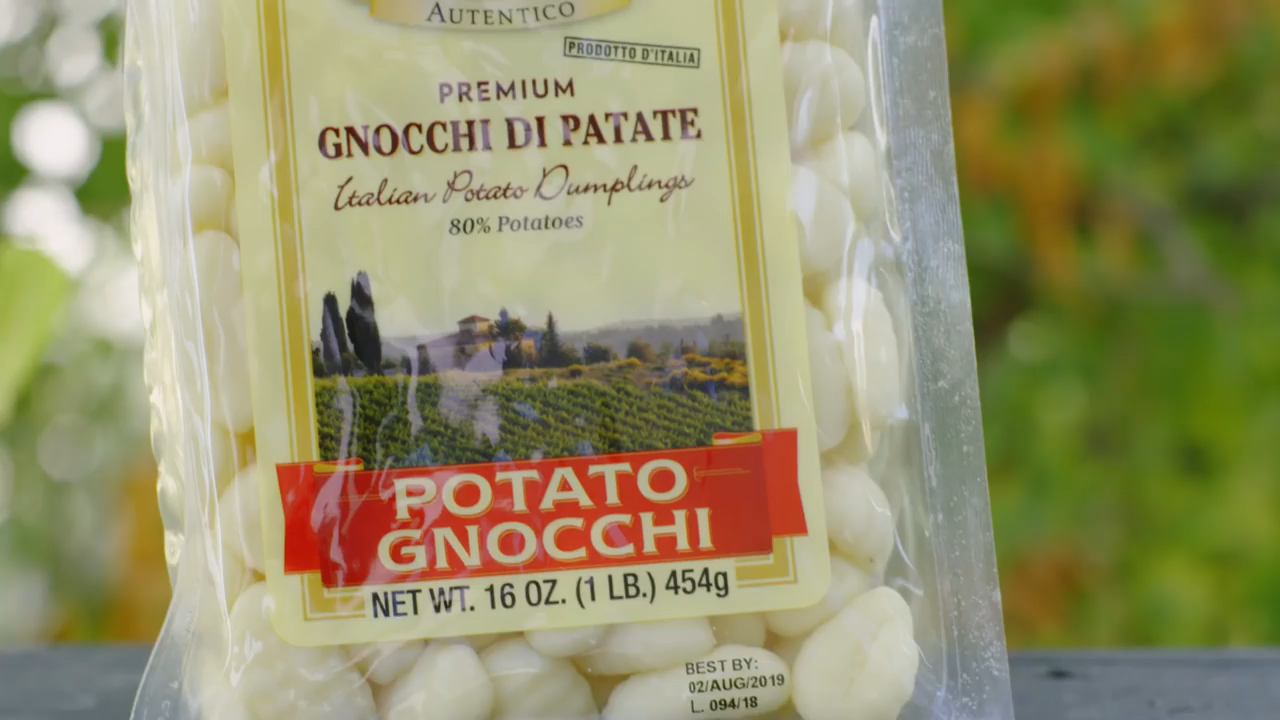 AUTENTICO
PRODOTTO D'ITALIA
PREMIUM
GNOCCHI DI PATATE
Italian Potato Dumplings
80% Potatoes
POTATO
GNOCCHI
NET WT. 16 OZ. (1 LB.) 454g
BEST BY:
02/AUG/2019
L. 094/18